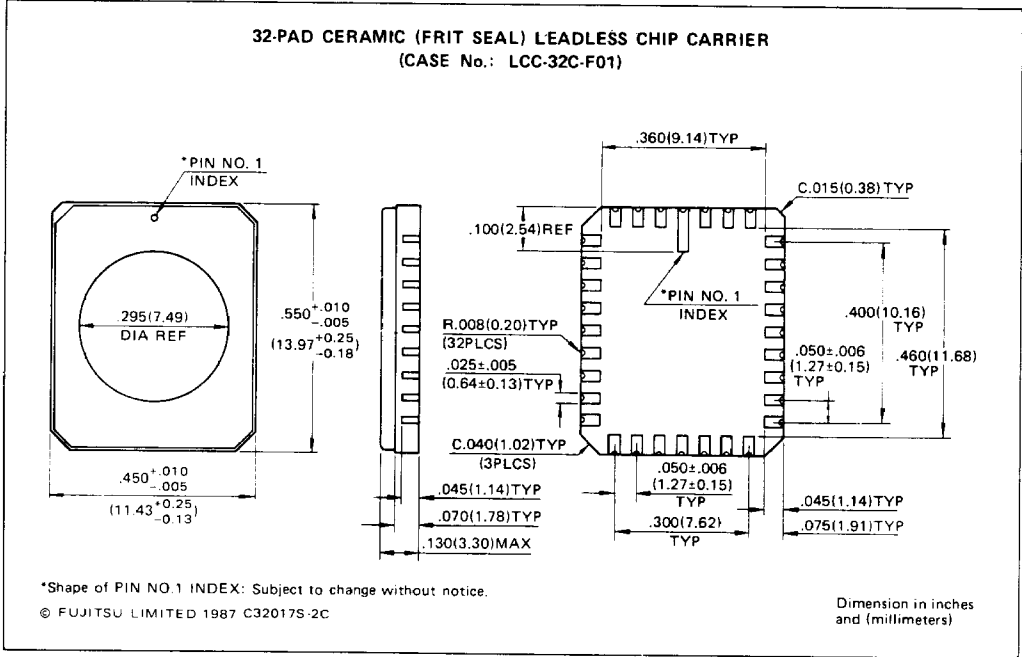 32-PAD CERAMIC (FRIT SEAL) LEADLESS CHIP CARRIER
(CASE No.: LCC-32C-F01)
*PIN NO. 1
INDEX
.295(7.49)
DIA REF
.550+.010
-.005
(13.97+0.25
-0.18)
.450+.010
-.005
(11.43+0.25
-0.13)
.045(1.14)TYP
.070(1.78)TYP
.130(3.30)MAX
.360(9.14)TYP
C.015(0.38)TYP
.100(2.54)REF
*PIN NO. 1
INDEX
R.008(0.20)TYP
(32PLCS)
.025±.005
(0.64±0.13)TYP
C.040(1.02)TYP
(3PLCS)
.400(10.16)
TYP
.050±.006
(1.27±0.15)
TYP
.460(11.68)
TYP
.050±.006
(1.27±0.15)
TYP
.300(7.62)
TYP
.045(1.14)TYP
.075(1.91)TYP
*Shape of PIN NO.1 INDEX: Subject to change without notice.
© FUJITSU LIMITED 1987 C32017S-2C
Dimension in inches
and (millimeters)